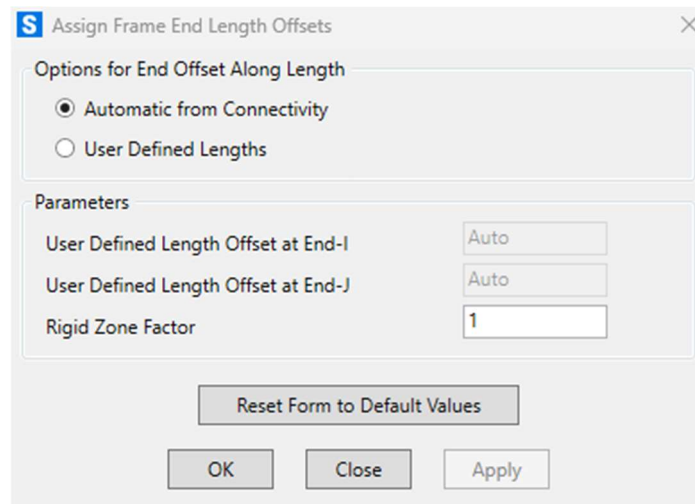 S Assign Frame End Length Offsets
Options for End Offset Along Length
Automatic from Connectivity
User Defined Lengths
Parameters
User Defined Length Offset at End-I Auto
User Defined Length Offset at End-J Auto
Rigid Zone Factor 1
Reset Form to Default Values
OK Close Apply